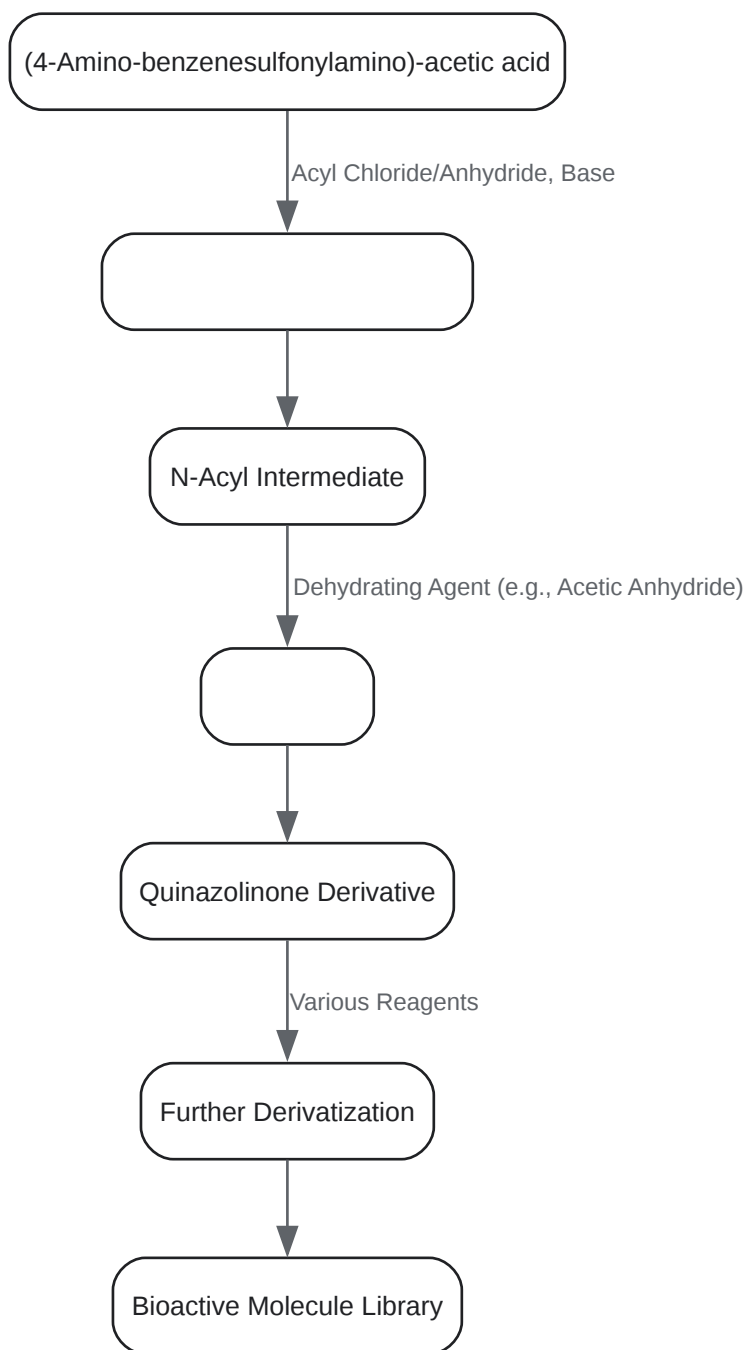 (4-Amino-benzenesulfonylamino)-acetic acid
Acyl Chloride/Anhydride, Base
N-Acyl Intermediate
Dehydrating Agent (e.g., Acetic Anhydride)
Quinazolinone Derivative
Various Reagents
Further Derivatization
Bioactive Molecule Library